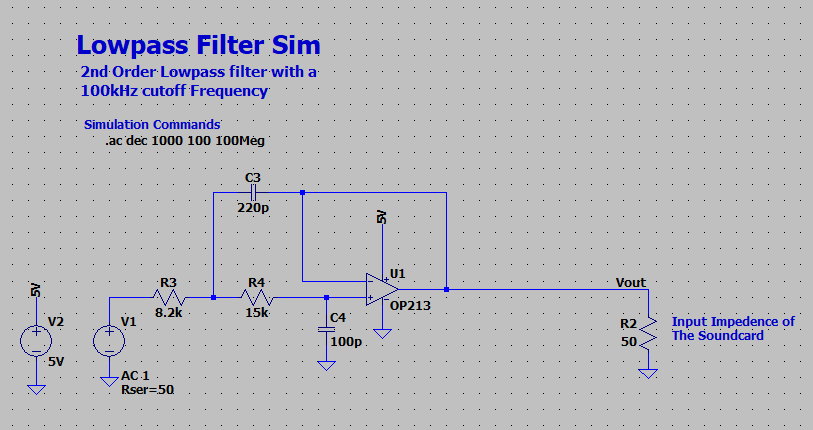 Lowpass Filter Sim
2nd Order Lowpass filter with a
100kHz cutoff Frequency
Simulation Commands
.ac dec 1000 100 100Meg
C3
220p
5V
U1
OP213
R3
8.2k
R4
15k
C4
100p
5V
V2
5V
V1
AC 1
Rser=50
Vout
R2
50
Input Impedence of
The Soundcard